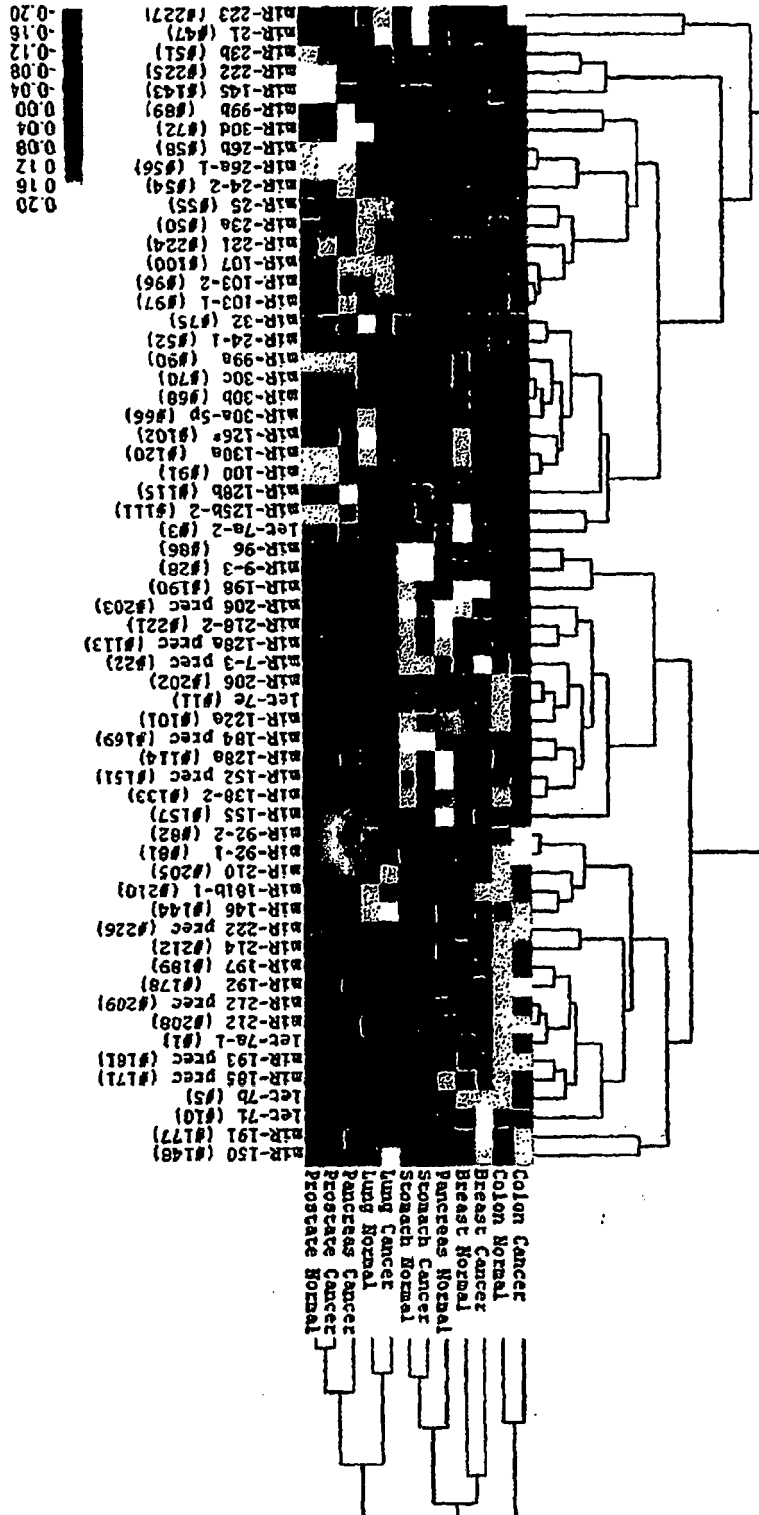 -0.20
-0.16
-0.12
-0.08
-0.04
0.00
0.04
0.08
0 12
0 16
0.20
miR-223 (#227)
miR-21 (#47)
miR-23b (#51)
miR-222 (#225)
miR-145 (#143)
miR-99b (#89)
miR-30d (#72)
miR-26b (#58)
miR-26a-1 (#56)
miR-24-2 (#54)
miR-25 (#55)
miR-23a (#50)
miR-221 (#224)
miR-107 (#100)
miR-103-2 (#96)
miR-103-1 (#97)
miR-32 (#75)
miR-24-1 (#52)
miR-99a (#90)
miR-30c (#70)
miR-30b (#68)
miR-30a-5p (#66)
miR-126* (#102)
miR-130a (#120)
miR-100 (#91)
miR-128b (#115)
miR-125b-2 (#111)
let-7a-2 (#3)
miR-96 (#86)
miR-9-3 (#28)
miR-198 (#190)
miR-206 prec (#203)
miR-218-2 (#221)
miR-128a prec (#113)
miR-7-3 prec (#22)
miR-206 (#202)
let-7e (#11)
miR-122a (#101)
miR-184 prec (#169)
miR-128a (#114)
miR-152 prec (#151)
miR-138-2 (#133)
miR-155 (#157)
miR-92-2 (#82)
miR-92-1 (#81)
miR-210 (#205)
miR-181b-1 (#210)
miR-146 (#144)
miR-222 prec (#226)
miR-214 (#212)
miR-197 (#189)
miR-192 (#178)
miR-212 prec (#209)
miR-212 (#208)
let-7a-1 (#1)
miR-193 prec (#181)
miR-185 prec (#171)
let-7b (#5)
let-7i (#10)
miR-191 (#177)
miR-150 (#148)
Colon Cancer
Colon Normal
Breast Cancer
Breast Normal
Pancreas Normal
Stomach Cancer
Stomach Normal
Lung Cancer
Lung Normal
Pancreas Cancer
Prostate Cancer
Prostate Normal